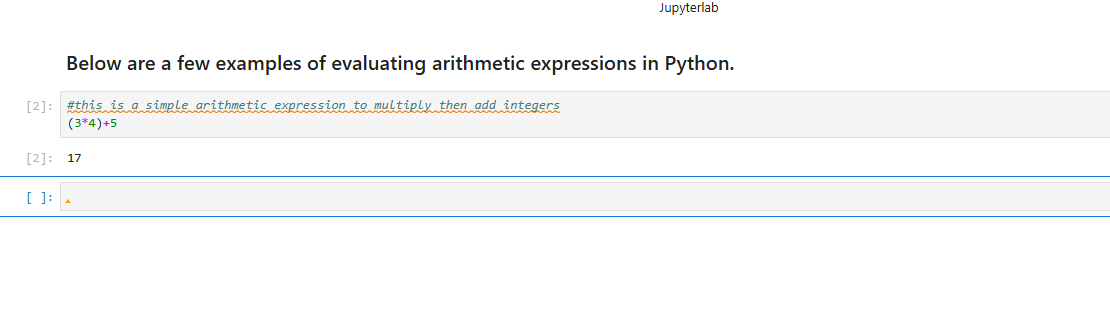 Jupyterlab
Below are a few examples of evaluating arithmetic expressions in Python.
[2]: #this is a simple arithmetic expression to multiply then add integers
(3*4)+5
[2]: 17
[ ]: